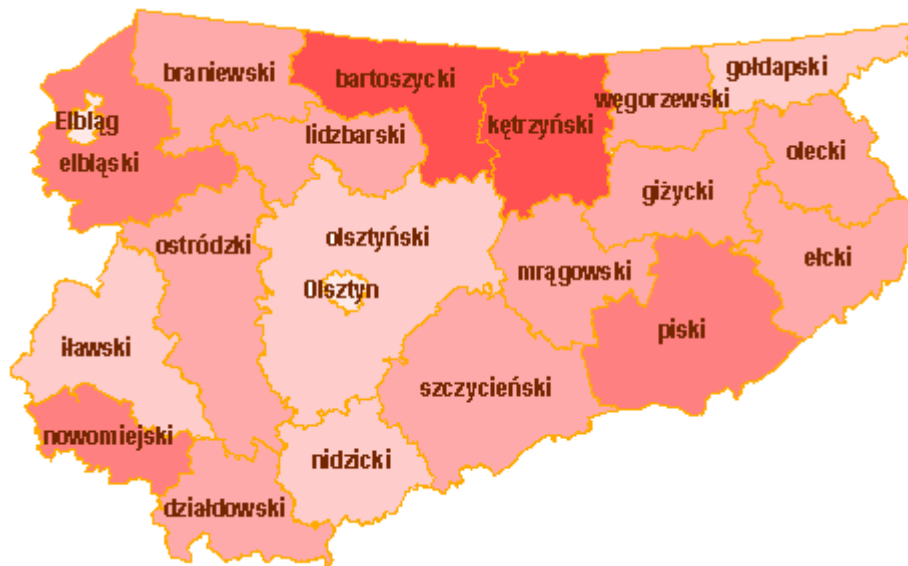 braniewski
bartoszycki
gołdapski
węgorzewski
Elbląg
kętrzyński
lidzbarski
elbląski
olecki
giżycki
ostródzki
olsztyński
ełcki
mrągowski
Olsztyn
piski
iławski
szczycieński
nowomiejski
nidzicki
działdowski